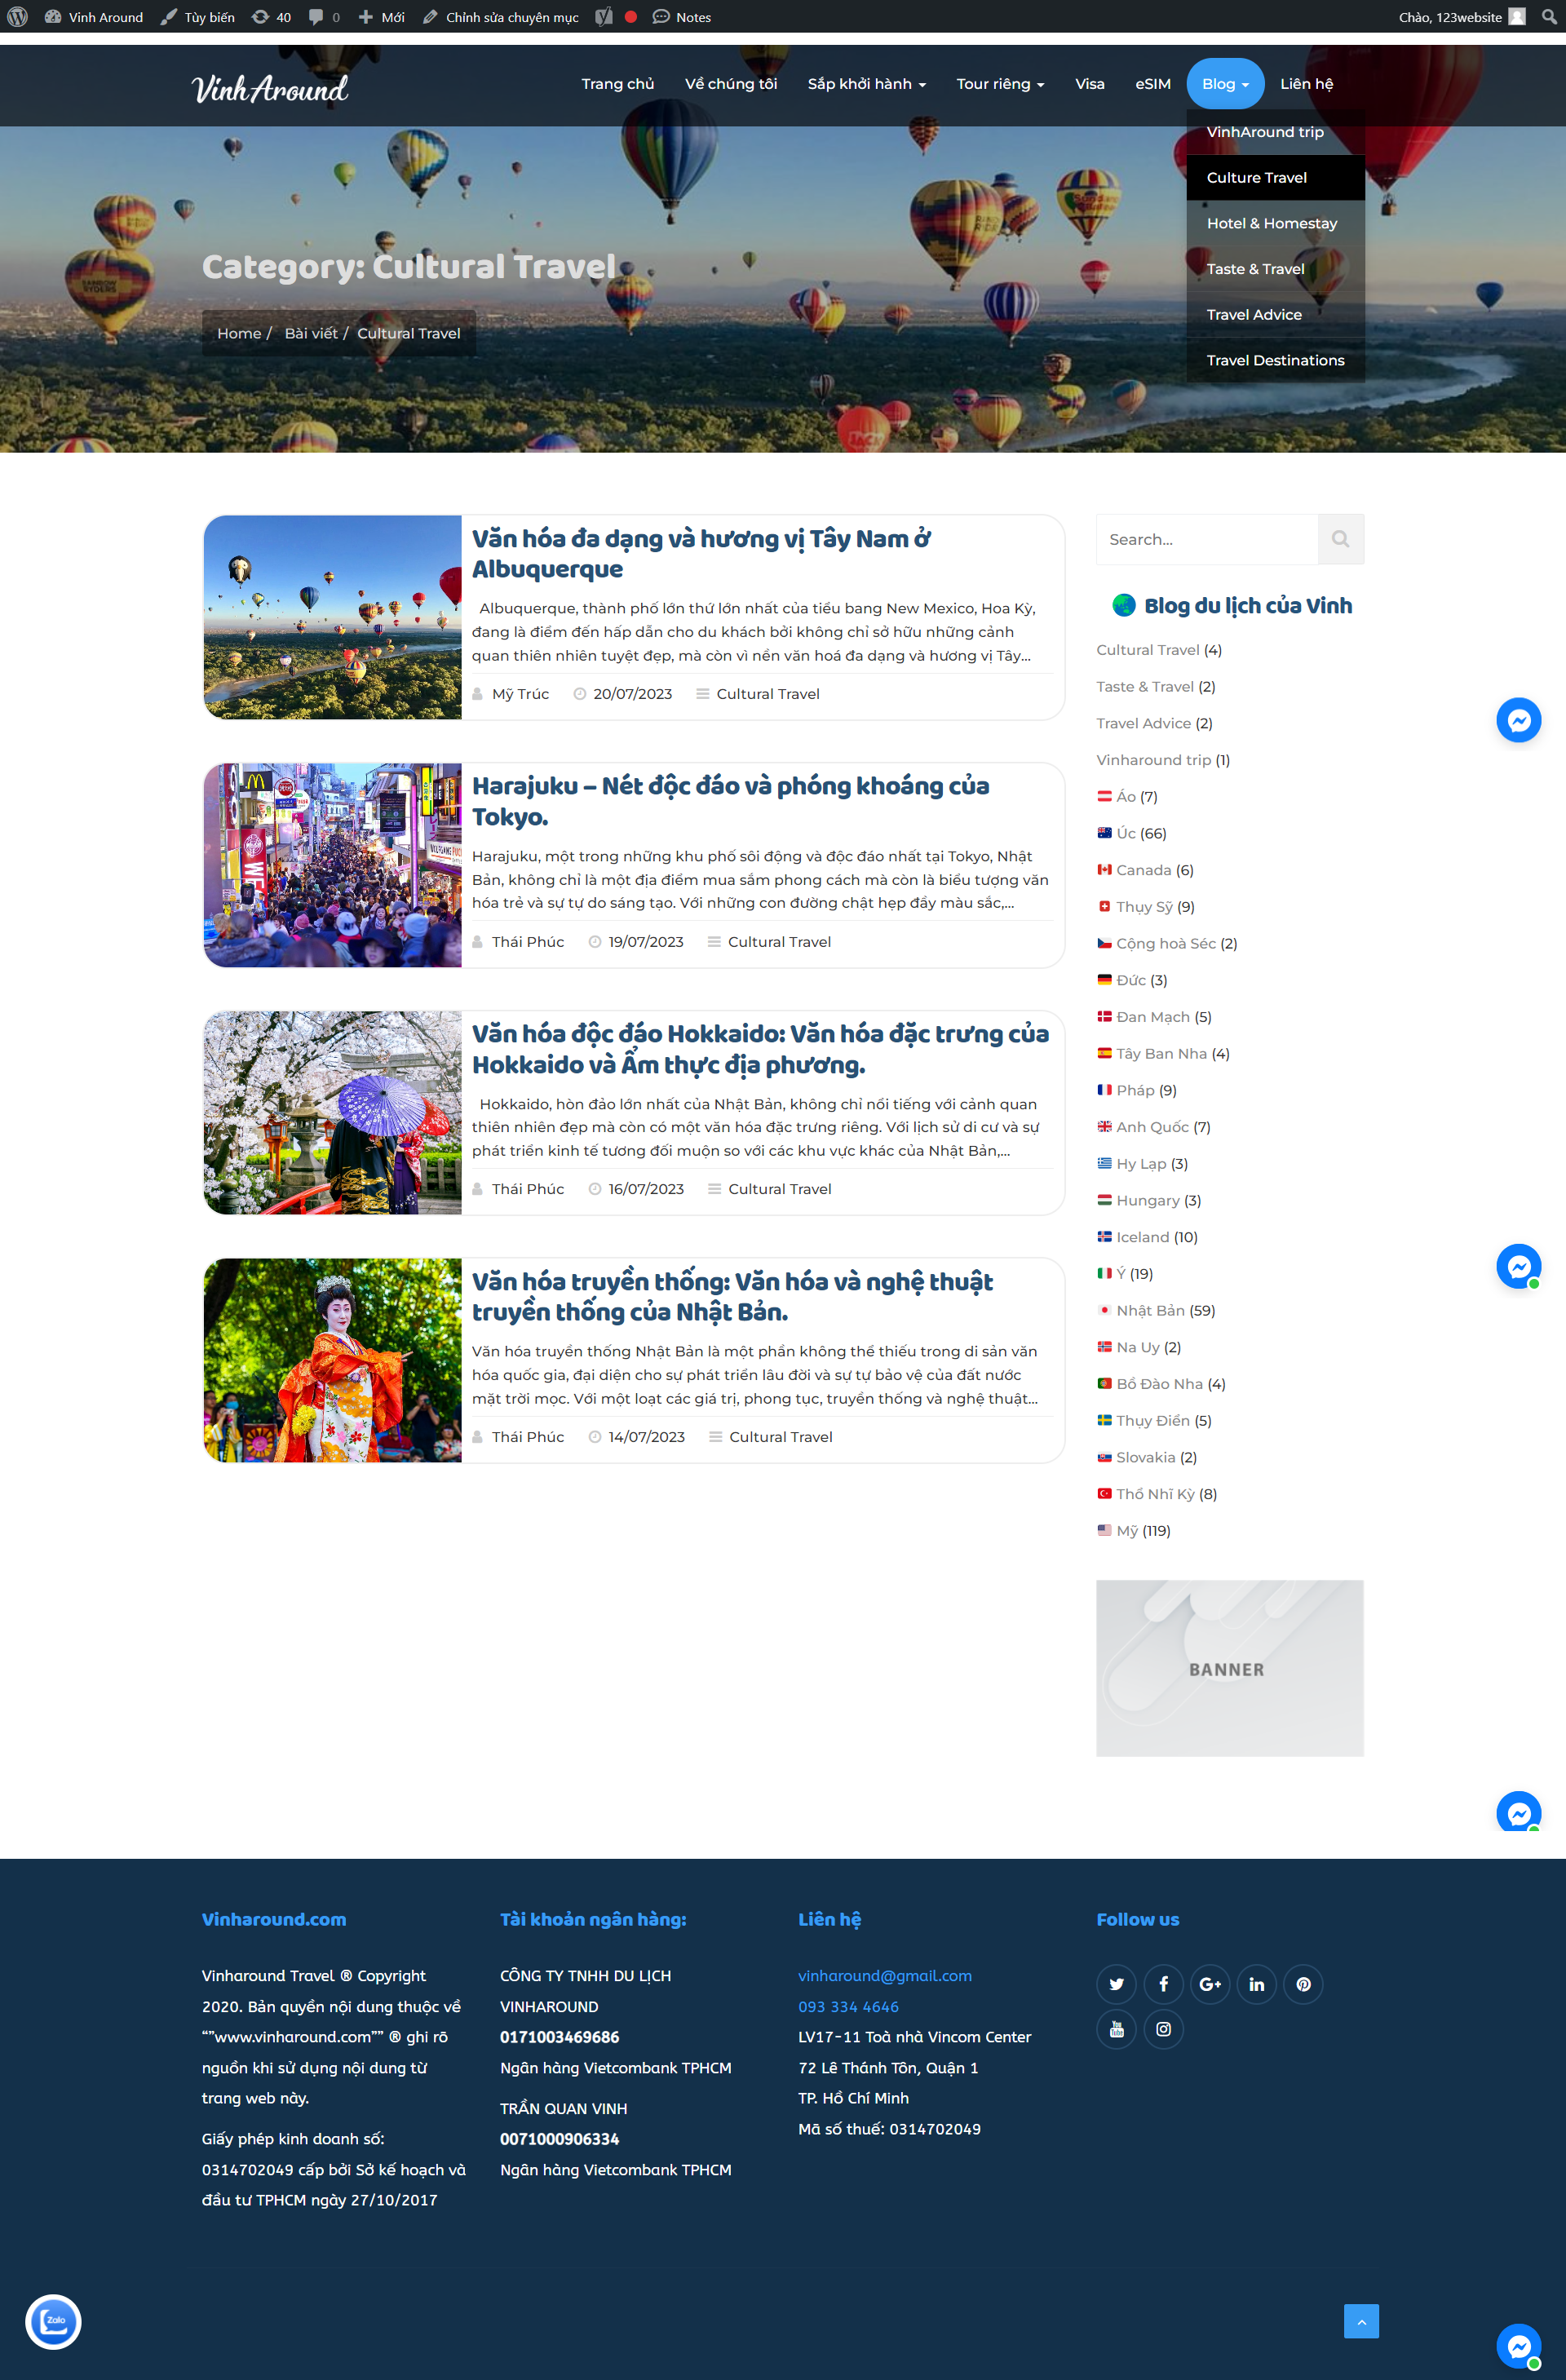 Vinh Around
Tùy biến
40
0
Mới
Chỉnh sửa chuyên mục
Notes
Chào, 123website
VinhAround
Trang chủ
Về chúng tôi
Sắp khởi hành
Tour riêng
Visa
eSIM
Blog
Liên hệ
VinhAround trip
Culture Travel
Hotel & Homestay
Taste & Travel
Travel Advice
Travel Destinations
Category: Cultural Travel
Home / Bài viết / Cultural Travel
Văn hóa đa dạng và hương vị Tây Nam ở
Albuquerque
Albuquerque, thành phố lớn thứ lớn nhất của tiểu bang New Mexico, Hoa Kỳ,
đang là điểm đến hấp dẫn cho du khách bởi không chỉ sở hữu những cảnh
quan thiên nhiên tuyệt đẹp, mà còn vì nền văn hoá đa dạng và hương vị Tây...
Mỹ Trúc 20/07/2023 Cultural Travel
Harajuku – Nét độc đáo và phóng khoáng của
Tokyo.
Harajuku, một trong những khu phố sôi động và độc đáo nhất tại Tokyo, Nhật
Bản, không chỉ là một địa điểm mua sắm phong cách mà còn là biểu tượng văn
hóa trẻ và sự tự do sáng tạo. Với những con đường chật hẹp đầy màu sắc,...
Thái Phúc 19/07/2023 Cultural Travel
Văn hóa độc đáo Hokkaido: Văn hóa đặc trưng của
Hokkaido và Ẩm thực địa phương.
Hokkaido, hòn đảo lớn nhất của Nhật Bản, không chỉ nổi tiếng với cảnh quan
thiên nhiên đẹp mà còn có một văn hóa đặc trưng riêng. Với lịch sử di cư và sự
phát triển kinh tế tương đối muộn so với các khu vực khác của Nhật Bản,...
Thái Phúc 16/07/2023 Cultural Travel
Văn hóa truyền thống: Văn hóa và nghệ thuật
truyền thống của Nhật Bản.
Văn hóa truyền thống Nhật Bản là một phần không thể thiếu trong di sản văn
hóa quốc gia, đại diện cho sự phát triển lâu đời và sự tự bảo vệ của đất nước
mặt trời mọc. Với một loạt các giá trị, phong tục, truyền thống và nghệ thuật...
Thái Phúc 14/07/2023 Cultural Travel
Search...
Blog du lịch của Vinh
Cultural Travel (4)
Taste & Travel (2)
Travel Advice (2)
Vinharound trip (1)
Áo (7)
Úc (66)
Canada (6)
Thụy Sỹ (9)
Cộng hoà Séc (2)
Đức (3)
Đan Mạch (5)
Tây Ban Nha (4)
Pháp (9)
Anh Quốc (7)
Hy Lạp (3)
Hungary (3)
Iceland (10)
Ý (19)
Nhật Bản (59)
Na Uy (2)
Bồ Đào Nha (4)
Thụy Điển (5)
Slovakia (2)
Thổ Nhĩ Kỳ (8)
Mỹ (119)
BANNER
Vinharound.com
Vinharound Travel ® Copyright
2020. Bản quyền nội dung thuộc về
“”www.vinharound.com”” ® ghi rõ
nguồn khi sử dụng nội dung từ
trang web này.
Giấy phép kinh doanh số:
0314702049 cấp bởi Sở kế hoạch và
đầu tư TPHCM ngày 27/10/2017
Tài khoản ngân hàng:
CÔNG TY TNHH DU LỊCH
VINHAROUND
0171003469686
Ngân hàng Vietcombank TPHCM
TRẦN QUAN VINH
0071000906334
Ngân hàng Vietcombank TPHCM
Liên hệ
vinharound@gmail.com
093 334 4646
LV17-11 Toà nhà Vincom Center
72 Lê Thánh Tôn, Quận 1
TP. Hồ Chí Minh
Mã số thuế: 0314702049
Follow us
Zalo